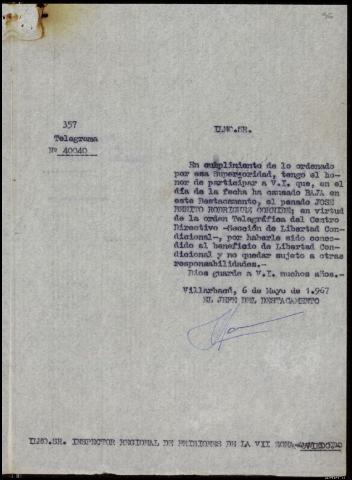 96
357
Telegrama
Nº 40040
ILMO.SR.
En cumplimiento de lo ordenado
por esa Superioridad, tengo el ho-
nor de participar a V.I. que, en el
día de la fecha ha causado BAJA en
este Destacamento, el penado JOSE
BENITO RODRIGUEZ en virtud
de la orden Telegráfica del Centro
Directivo -Sección de Libertad Con-
dicional-, por haberle sido conce-
dido al beneficio de Libertad Con-
dicional y no quedar sujeto a otras
responsabilidades.-
Dios guarde a V.I. muchos años.-
Villarbacú, 6 de Mayo de 1.967
EL JEFE DEL DESTACAMENTO
ILMO.SR. INSPECTOR REGIONAL DE PRISIONES DE LA VII ZONA